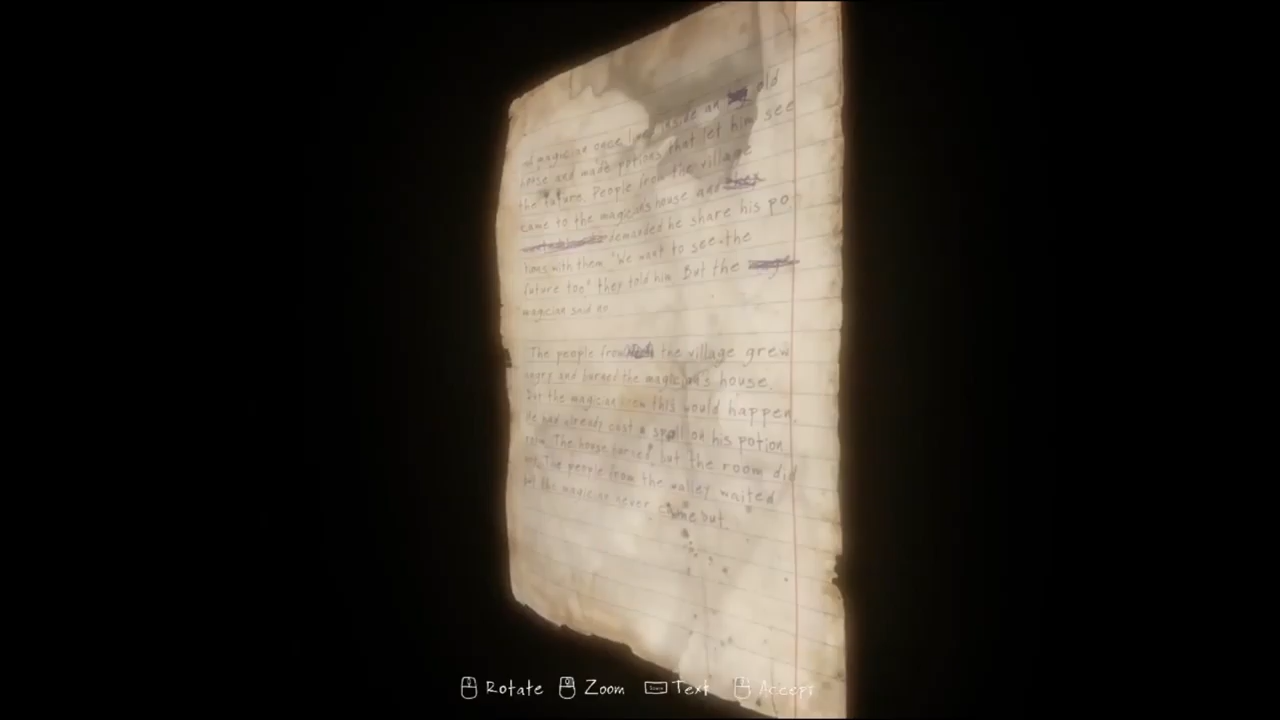 magician once lived inside an old
house and made potions that let him see
the future. People from the village
came to the magicians house and
demanded he share his po
tions with them. "We want to see the
future too" they told him. But the
magician said no
The people from the village grew
angry and burned the magician's house.
But the magician knew this would happen.
He had already cast a spell on his potion
room. The house burned, but the room did
not. The people from the valley waited
but the magician never came out.
Rotate Zoom Text Accept